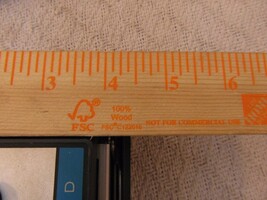 3 4 5 6
100%
Wood
FSC
NOT FOR COMMERCIAL USE
D